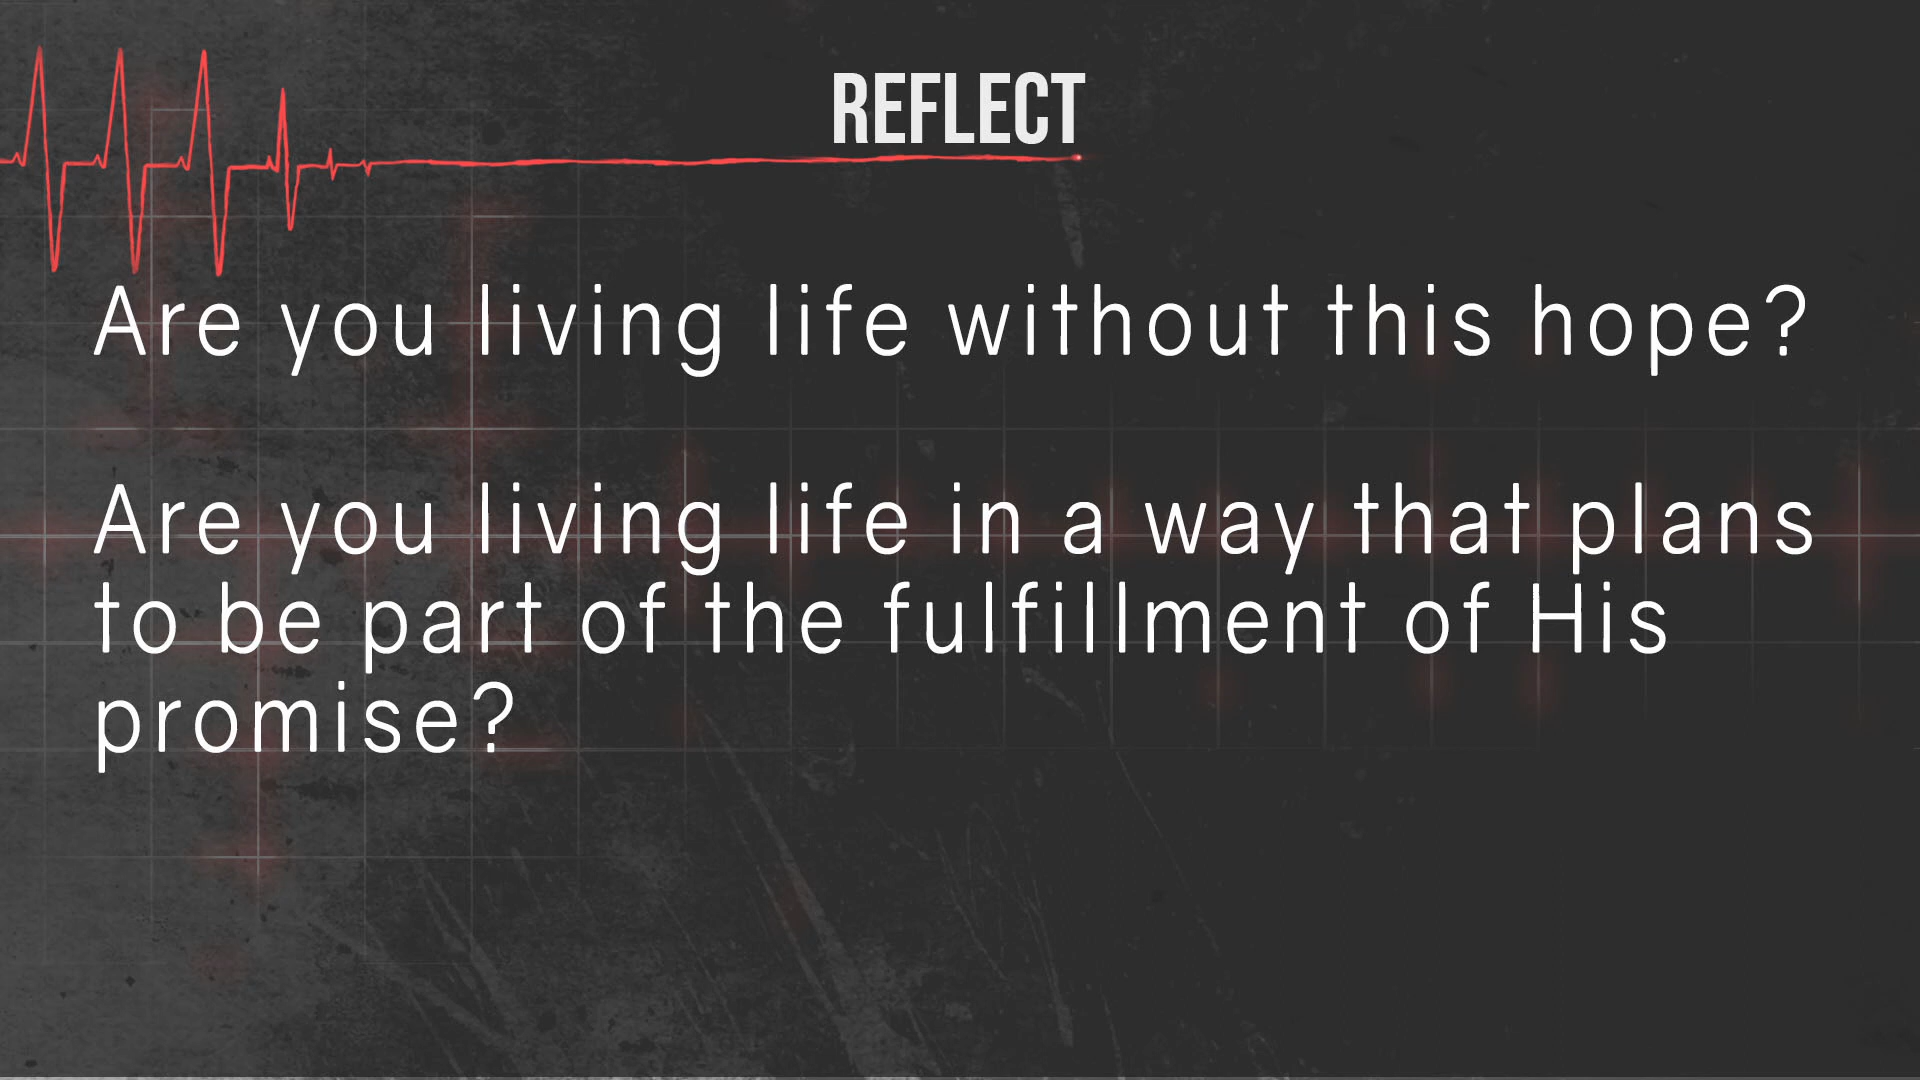 REFLECT
Are you living life without this hope?
Are you living life in a way that plans
to be part of the fulfillment of His
promise?